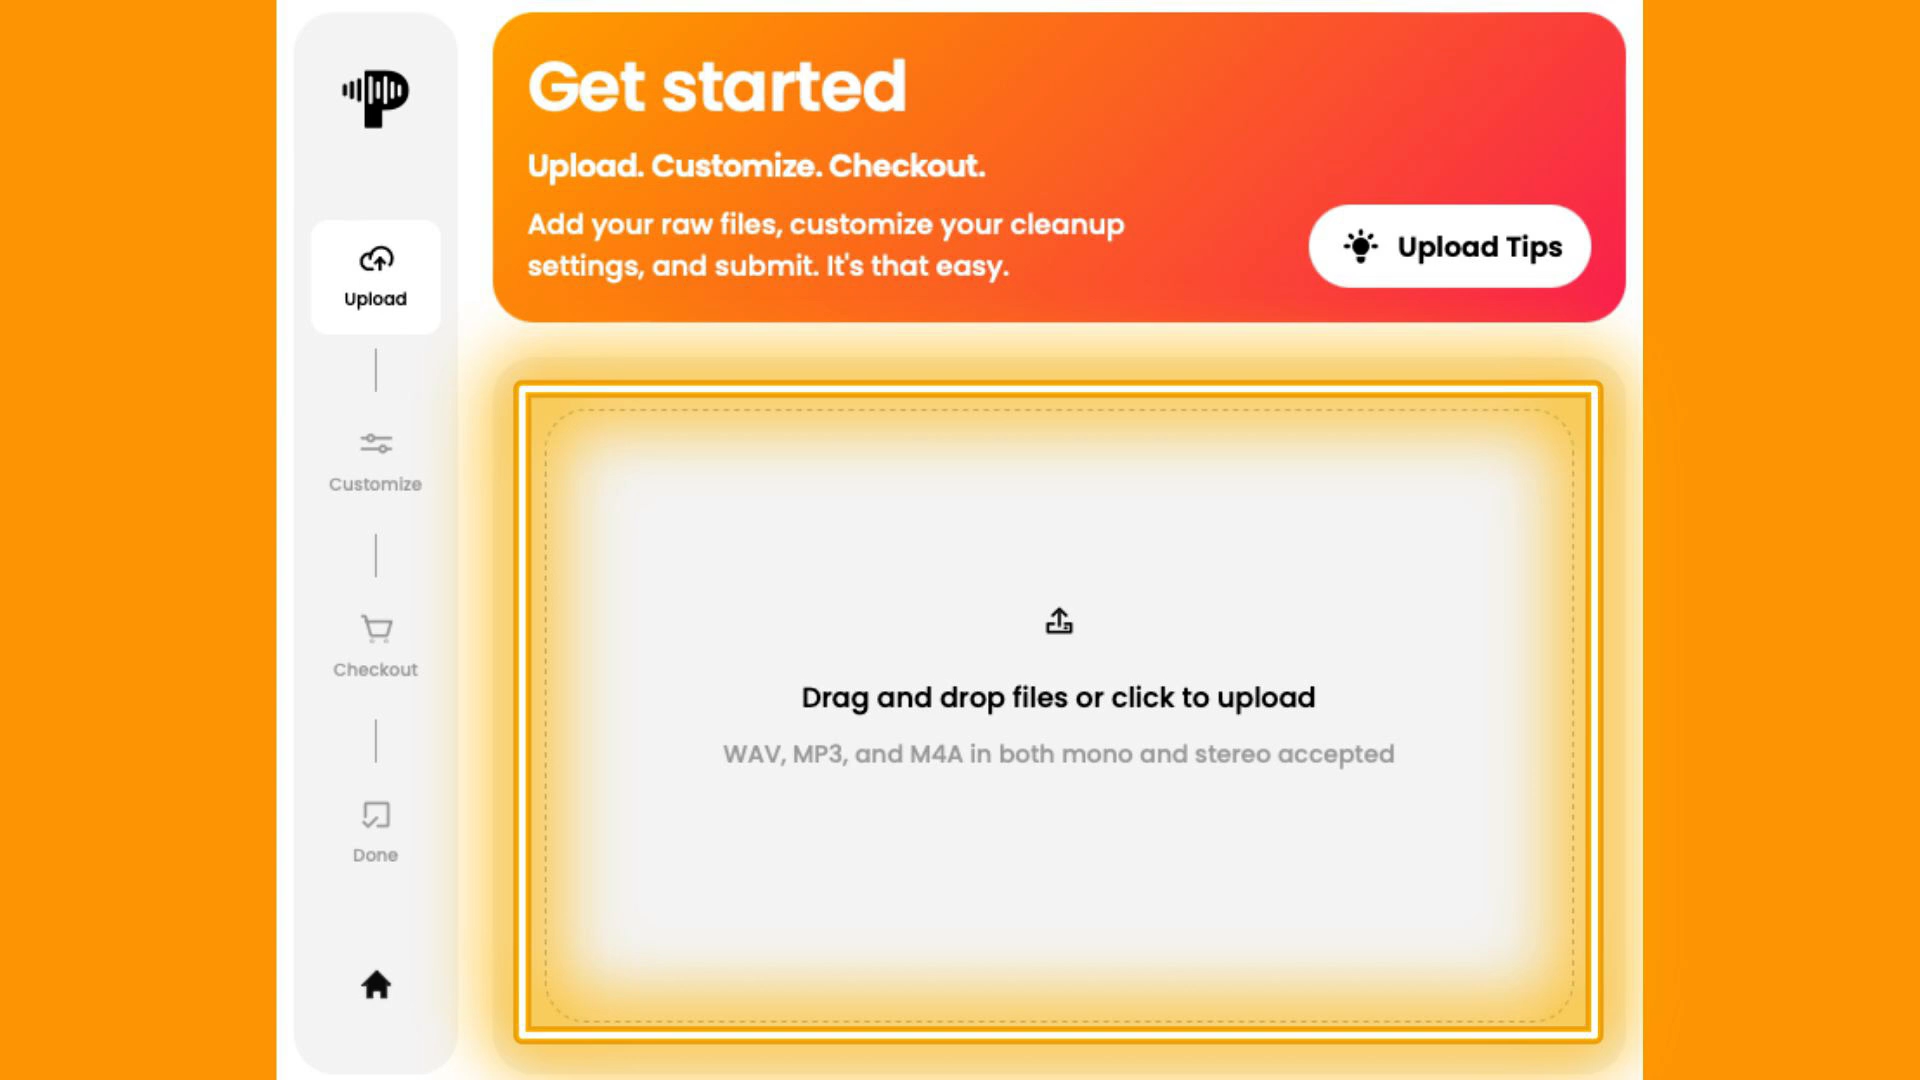 Get started
Upload. Customize. Checkout.
Add your raw files, customize your cleanup
settings, and submit. It's that easy.
Upload Tips
Upload
Customize
Checkout
Done
Drag and drop files or click to upload
WAV, MP3, and M4A in both mono and stereo accepted